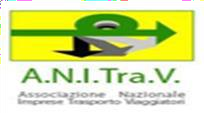 A.N.I.Tra.V.
Associazione Nazionale
Imprese Trasporto Viaggiatori